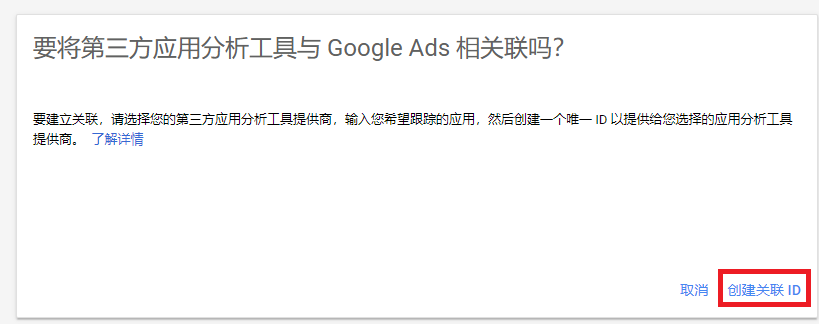 要将第三方应用分析工具与 Google Ads 相关联吗？
要建立关联，请选择您的第三方应用分析工具提供商，输入您希望跟踪的应用，然后创建一个唯一 ID 以提供给您选择的应用分析工具
提供商。 了解详情
取消 创建关联 ID